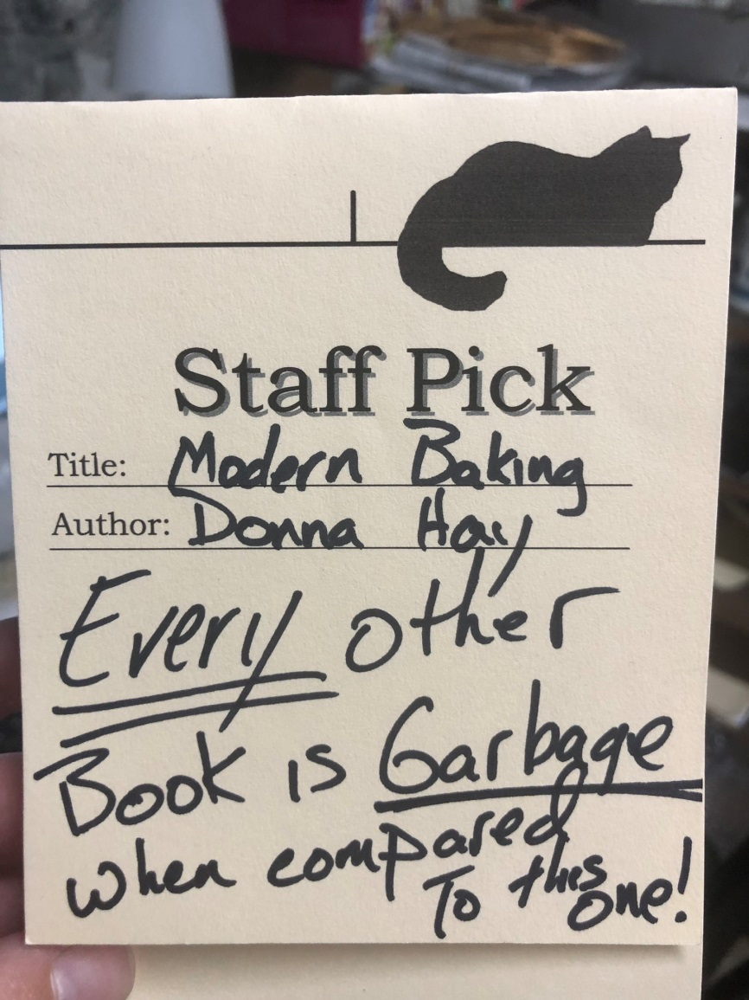 Staff Pick
Title: Modern Baking
Author: Donna Hay
Every other
Book is Garbage
when compared
To this
one!